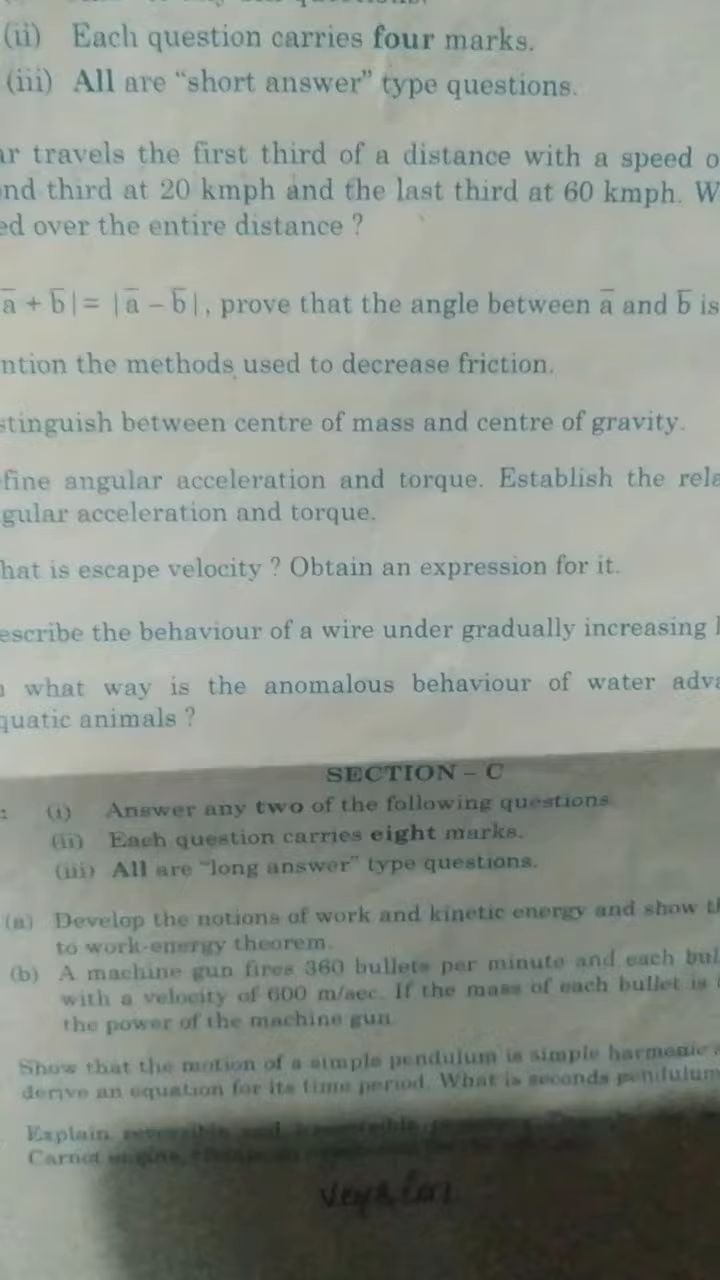 (ii) Each question carries four marks.
(iii) All are "short answer" type questions.
ar travels the first third of a distance with a speed o
nd third at 20 kmph and the last third at 60 kmph. W
ed over the entire distance ?
a̅ + b̅| = |a̅ – b̅|, prove that the angle between a̅ and b̅ is
ntion the methods used to decrease friction.
stinguish between centre of mass and centre of gravity.
fine angular acceleration and torque. Establish the rela
gular acceleration and torque.
hat is escape velocity ? Obtain an expression for it.
escribe the behaviour of a wire under gradually increasing l
n what way is the anomalous behaviour of water adva
quatic animals ?
SECTION – C
: (i) Answer any two of the following questions.
(ii) Each question carries eight marks.
(iii) All are "long answer" type questions.
(a) Develop the notions of work and kinetic energy and show th
to work-energy theorem.
(b) A machine gun fires 360 bullets per minute and each bul
with a velocity of 600 m/sec. If the mass of each bullet is
the power of the machine gun.
Show that the motion of a simple pendulum is simple harmonic a
derive an equation for its time period. What is seconds pendulum
Explain
Carnot engine,